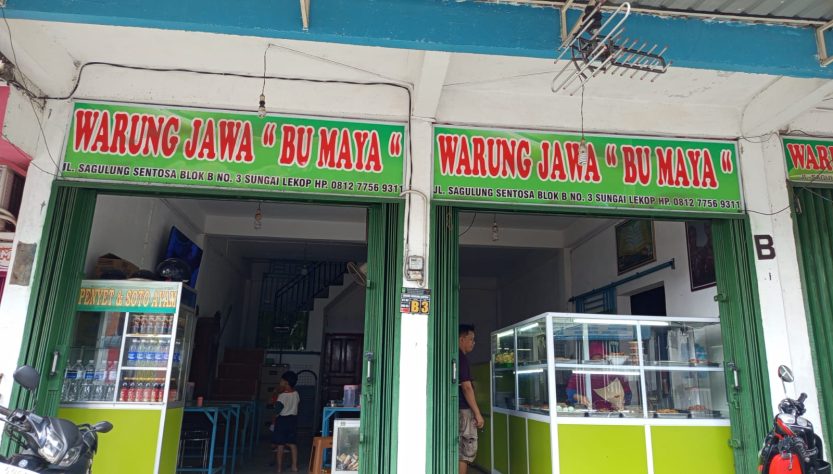 WARUNG JAWA “ BU MAYA “
JL. SAGULUNG SENTOSA BLOK B NO. 3 SUNGAI LEKOP HP. 0812 7756 9311
WARUNG JAWA “ BU MAYA “
JL. SAGULUNG SENTOSA BLOK B NO. 3 SUNGAI LEKOP HP. 0812 7756 9311
WARU
B
PENYET & SOTO AYAM
B3